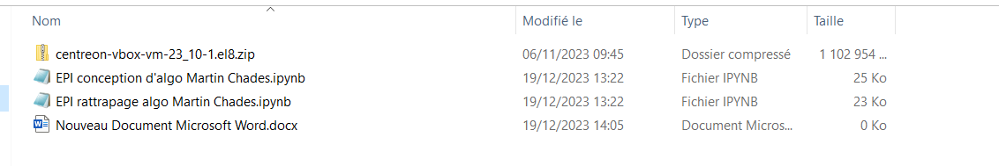 Nom Modifié le Type Taille
centreon-vbox-vm-23_10-1.el8.zip 06/11/2023 09:45 Dossier compressé 1 102 954 ...
EPI conception d'algo Martin Chades.ipynb 19/12/2023 13:22 Fichier IPYNB 25 Ko
EPI rattrapage algo Martin Chades.ipynb 19/12/2023 13:22 Fichier IPYNB 23 Ko
Nouveau Document Microsoft Word.docx 19/12/2023 14:05 Document Micros... 0 Ko